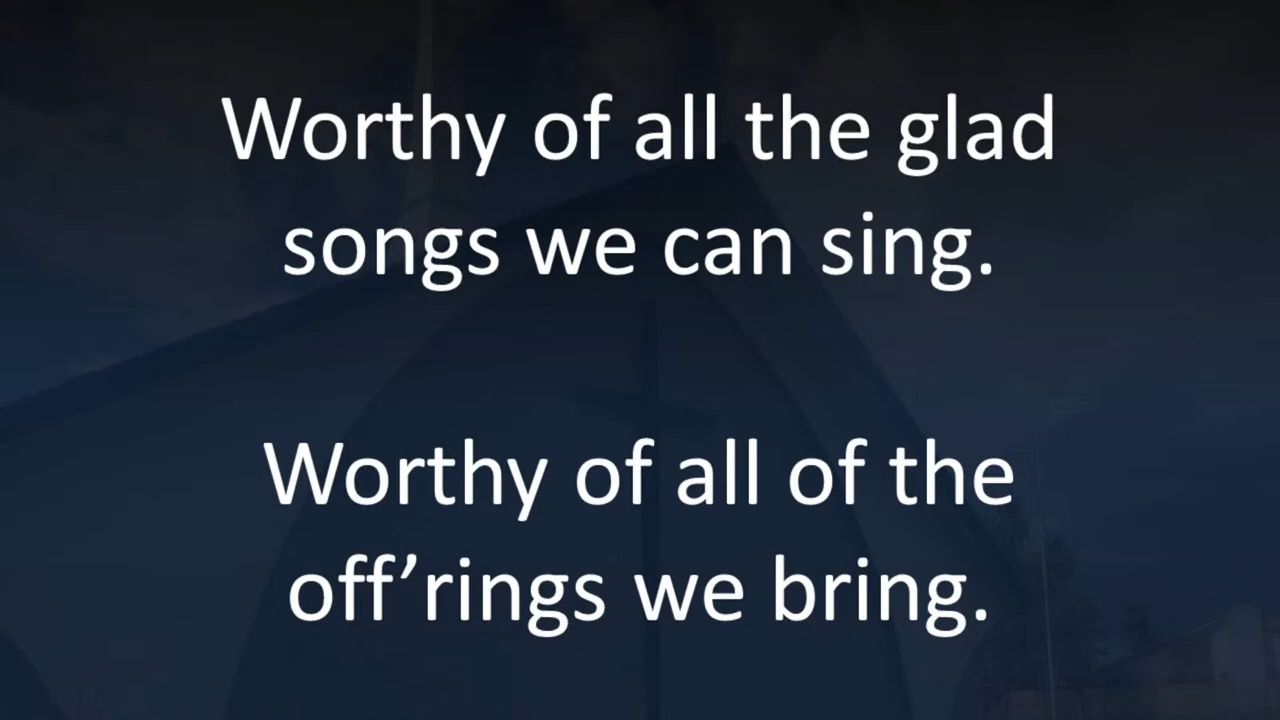 Worthy of all the glad
songs we can sing.
Worthy of all of the
off’rings we bring.